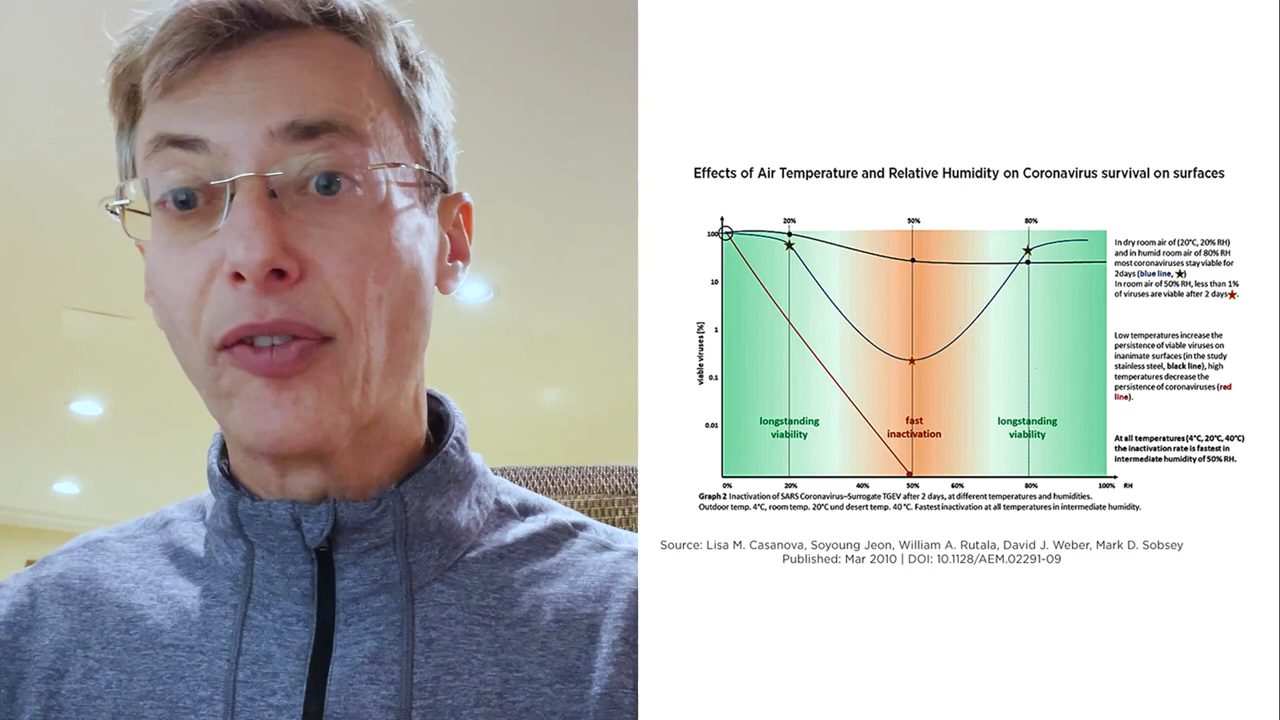 Effects of Air Temperature and Relative Humidity on Coronavirus survival on surfaces
20%
50%
80%
100
10
1
0.1
0.01
viable viruses [%]
longstanding
viability
fast
inactivation
longstanding
viability
0%
20%
40%
50%
60%
80%
100%
RH
In dry room air of (20°C, 20% RH)
and in humid room air of 80% RH
most coronaviruses stay viable for
2days (blue line, ★)
In room air of 50% RH, less than 1%
of viruses are viable after 2 days★.
Low temperatures increase the
persistence of viable viruses on
inanimate surfaces (in the study
stainless steel, black line), high
temperatures decrease the
persistence of coronaviruses (red
line).
At all temperatures (4°C, 20°C, 40°C)
the inactivation rate is fastest in
intermediate humidity of 50% RH.
Graph 2 Inactivation of SARS Coronavirus–Surrogate TGEV after 2 days, at different temperatures and humidities.
Outdoor temp. 4°C, room temp. 20°C und desert temp. 40 °C. Fastest inactivation at all temperatures in intermediate humidity.
Source: Lisa M. Casanova, Soyoung Jeon, William A. Rutala, David J. Weber, Mark D. Sobsey
Published: Mar 2010 | DOI: 10.1128/AEM.02291-09